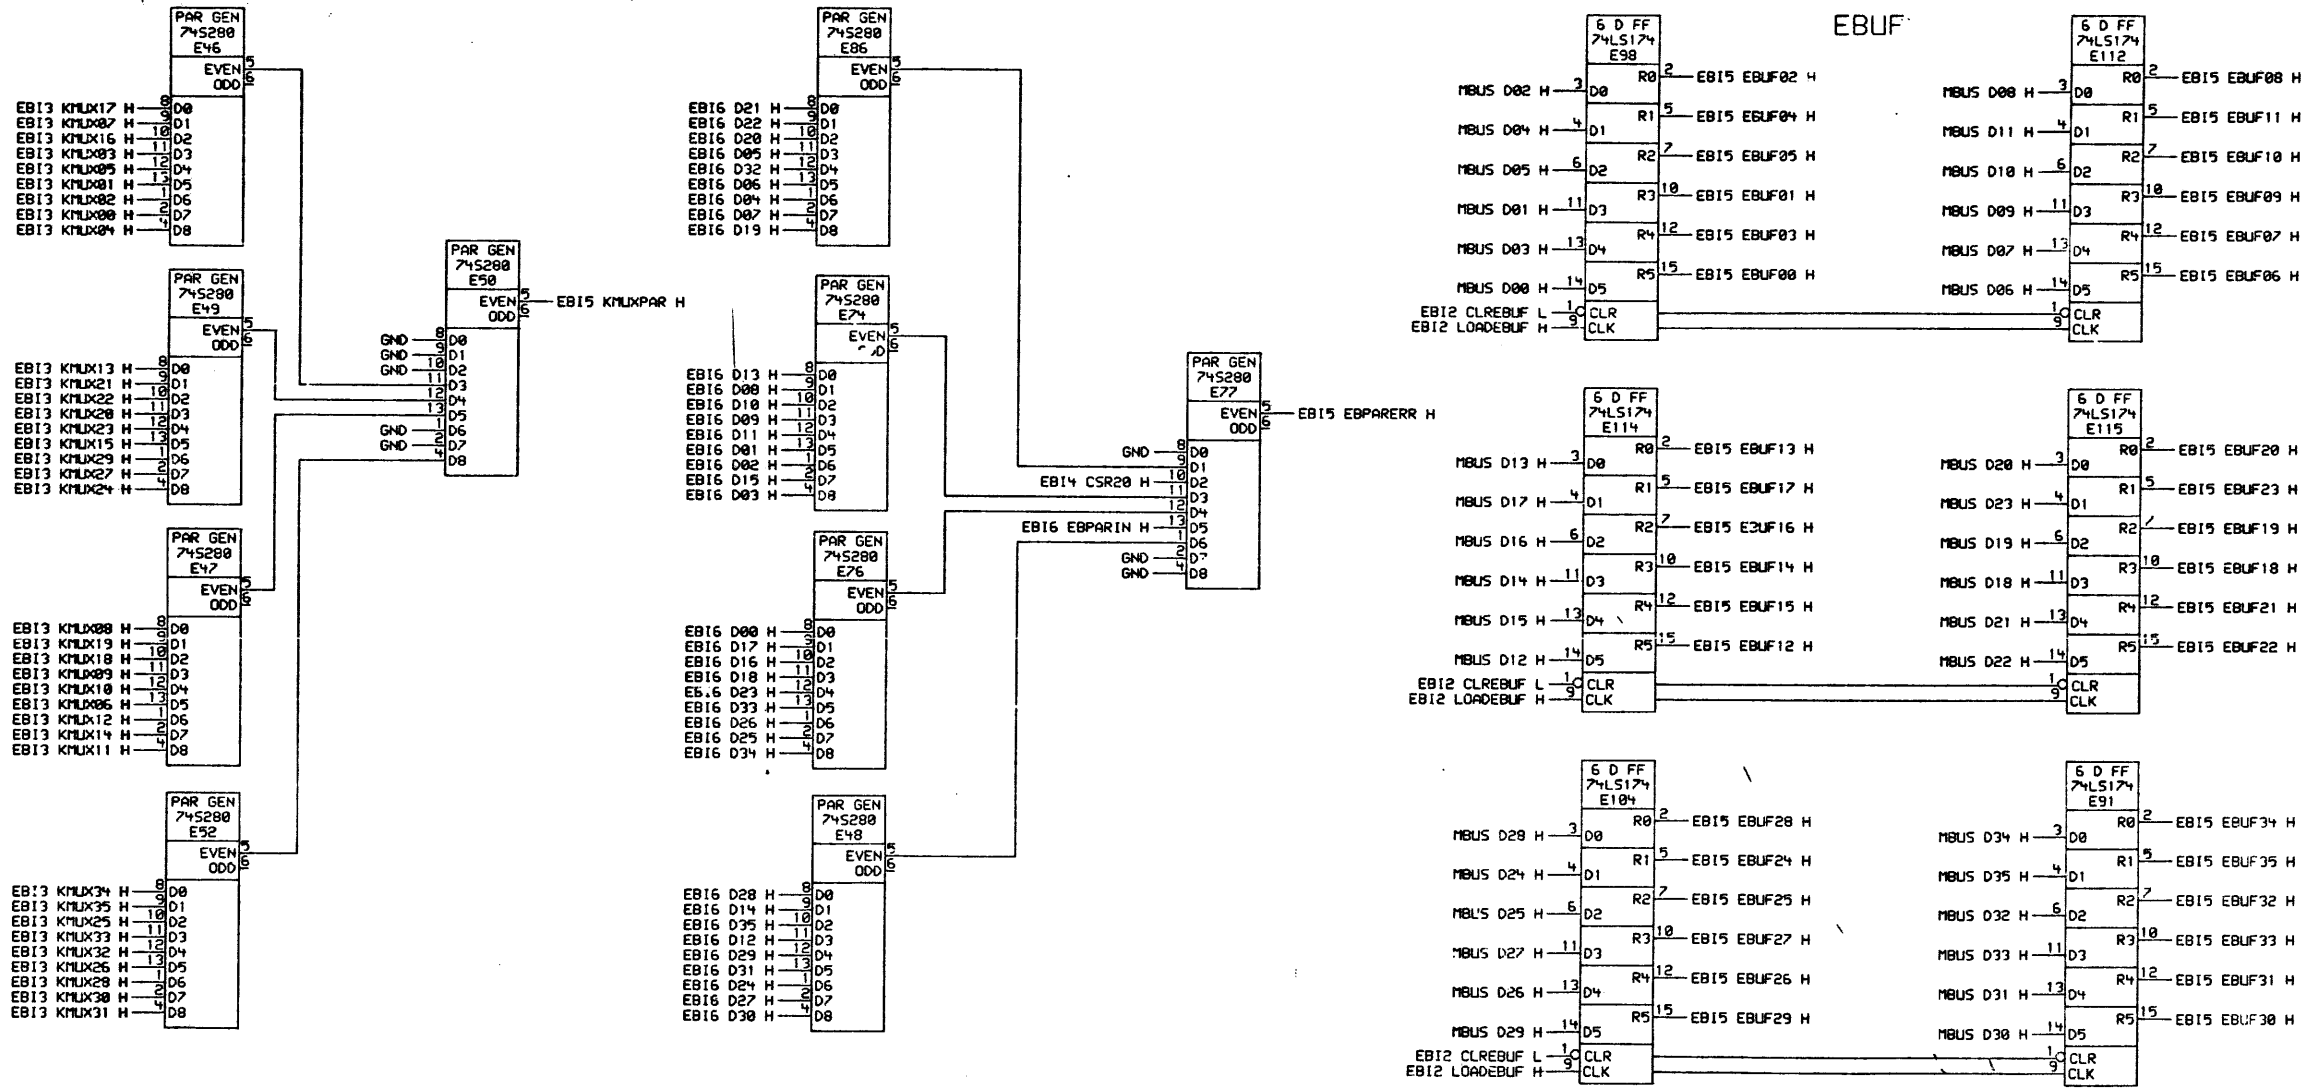 PAR GEN
74S280
E46
EVEN 5
ODD 6
EBI3 KMUX17 H 8 D0
EBI3 KMUX07 H 9 D1
EBI3 KMUX16 H 10 D2
EBI3 KMUX03 H 11 D3
EBI3 KMUX05 H 12 D4
EBI3 KMUX01 H 13 D5
EBI3 KMUX02 H 1 D6
EBI3 KMUX00 H 2 D7
EBI3 KMUX04 H 4 D8
PAR GEN
74S280
E49
EVEN 5
ODD 6
EBI3 KMUX13 H 8 D0
EBI3 KMUX21 H 9 D1
EBI3 KMUX22 H 10 D2
EBI3 KMUX20 H 11 D3
EBI3 KMUX23 H 12 D4
EBI3 KMUX15 H 13 D5
EBI3 KMUX29 H 1 D6
EBI3 KMUX27 H 2 D7
EBI3 KMUX24 H 4 D8
PAR GEN
74S280
E47
EVEN 5
ODD 6
EBI3 KMUX08 H 8 D0
EBI3 KMUX19 H 9 D1
EBI3 KMUX18 H 10 D2
EBI3 KMUX09 H 11 D3
EBI3 KMUX10 H 12 D4
EBI3 KMUX06 H 13 D5
EBI3 KMUX12 H 1 D6
EBI3 KMUX14 H 2 D7
EBI3 KMUX11 H 4 D8
PAR GEN
74S280
E52
EVEN 5
ODD 6
EBI3 KMUX34 H 8 D0
EBI3 KMUX35 H 9 D1
EBI3 KMUX25 H 10 D2
EBI3 KMUX33 H 11 D3
EBI3 KMUX32 H 12 D4
EBI3 KMUX26 H 13 D5
EBI3 KMUX28 H 1 D6
EBI3 KMUX30 H 2 D7
EBI3 KMUX31 H 4 D8
PAR GEN
74S280
E50
EVEN 5 EBI5 KMUXPAR H
ODD 6
GND 8 D0
GND 9 D1
GND 10 D2
11 D3
12 D4
13 D5
GND 1 D6
GND 2 D7
4 D8
PAR GEN
74S280
E86
EVEN 5
ODD 6
EBI6 D21 H 8 D0
EBI6 D22 H 9 D1
EBI6 D20 H 10 D2
EBI6 D05 H 11 D3
EBI6 D32 H 12 D4
EBI6 D06 H 13 D5
EBI6 D04 H 1 D6
EBI6 D07 H 2 D7
EBI6 D19 H 4 D8
PAR GEN
74S280
E74
EVEN 5
6
EBI6 D13 H 8 D0
EBI6 D08 H 9 D1
EBI6 D10 H 10 D2
EBI6 D09 H 11 D3
EBI6 D11 H 12 D4
EBI6 D01 H 13 D5
EBI6 D02 H 1 D6
EBI6 D15 H 2 D7
EBI6 D03 H 4 D8
PAR GEN
74S280
E76
EVEN 5
ODD 6
EBI6 D00 H 8 D0
EBI6 D17 H 9 D1
EBI6 D16 H 10 D2
EBI6 D18 H 11 D3
D23 H 12 D4
EBI6 D33 H 13 D5
EBI6 D26 H 1 D6
EBI6 D25 H 2 D7
EBI6 D34 H 4 D8
PAR GEN
74S280
E48
EVEN 5
ODD 6
EBI6 D28 H 8 D0
EBI6 D14 H 9 D1
EBI6 D35 H 10 D2
EBI6 D12 H 11 D3
EBI6 D29 H 12 D4
EBI6 D31 H 13 D5
EBI6 D24 H 1 D6
EBI6 D27 H 2 D7
EBI6 D30 H 4 D8
PAR GEN
74S280
E77
EVEN 5 EBI5 EBPARERR H
ODD 6
GND 8 D0
9 D1
EBI4 CSR20 H 10 D2
11 D3
12 D4
EBI6 EBPARIN H 13 D5
1 D6
GND 2 D7
GND 4 D8
EBUF
6 D FF
74LS174
E98
R0 2 EBI5 EBUF02 H
MBUS D02 H 3 D0
R1 5 EBI5 EBUF04 H
MBUS D04 H 4 D1
R2 7 EBI5 EBUF05 H
MBUS D05 H 6 D2
R3 10 EBI5 EBUF01 H
MBUS D01 H 11 D3
R4 12 EBI5 EBUF03 H
MBUS D03 H 13 D4
R5 15 EBI5 EBUF00 H
MBUS D00 H 14 D5
EBI2 CLREBUF L 1 CLR
EBI2 LOADEBUF H 9 CLK
6 D FF
74LS174
E112
R0 2 EBI5 EBUF08 H
MBUS D08 H 3 D0
R1 5 EBI5 EBUF11 H
MBUS D11 H 4 D1
R2 7 EBI5 EBUF10 H
MBUS D10 H 6 D2
R3 10 EBI5 EBUF09 H
MBUS D09 H 11 D3
R4 12 EBI5 EBUF07 H
MBUS D07 H 13 D4
R5 15 EBI5 EBUF06 H
MBUS D06 H 14 D5
1 CLR
9 CLK
6 D FF
74LS174
E114
R0 2 EBI5 EBUF13 H
MBUS D13 H 3 D0
R1 5 EBI5 EBUF17 H
MBUS D17 H 4 D1
R2 7 EBI5 H
MBUS D16 H 6 D2
R3 10 EBI5 EBUF14 H
MBUS D14 H 11 D3
R4 12 EBI5 EBUF15 H
MBUS D15 H 13 D4
R5 15 EBI5 EBUF12 H
MBUS D12 H 14 D5
EBI2 CLREBUF L 1 CLR
EBI2 LOADEBUF H 9 CLK
6 D FF
74LS174
E115
R0 2 EBI5 EBUF20 H
MBUS D20 H 3 D0
R1 5 EBI5 EBUF23 H
MBUS D23 H 4 D1
R2 7 EBI5 EBUF19 H
MBUS D19 H 6 D2
R3 10 EBI5 EBUF18 H
MBUS D18 H 11 D3
R4 12 EBI5 EBUF21 H
MBUS D21 H 13 D4
R5 15 EBI5 EBUF22 H
MBUS D22 H 14 D5
1 CLR
9 CLK
6 D FF
74LS174
E104
R0 2 EBI5 EBUF28 H
MBUS D28 H 3 D0
R1 5 EBI5 EBUF24 H
MBUS D24 H 4 D1
R2 7 EBI5 EBUF25 H
MBUS D25 H 6 D2
R3 10 EBI5 EBUF27 H
MBUS D27 H 11 D3
R4 12 EBI5 EBUF26 H
MBUS D26 H 13 D4
R5 15 EBI5 EBUF29 H
MBUS D29 H 14 D5
EBI2 CLREBUF L 1 CLR
EBI2 LOADEBUF H 9 CLK
6 D FF
74LS174
E91
R0 2 EBI5 EBUF34 H
MBUS D34 H 3 D0
R1 5 EBI5 EBUF35 H
MBUS D35 H 4 D1
R2 7 EBI5 EBUF32 H
MBUS D32 H 6 D2
R3 10 EBI5 EBUF33 H
MBUS D33 H 11 D3
R4 12 EBI5 EBUF31 H
MBUS D31 H 13 D4
R5 15 EBI5 EBUF30 H
MBUS D30 H 14 D5
1 CLR
9 CLK